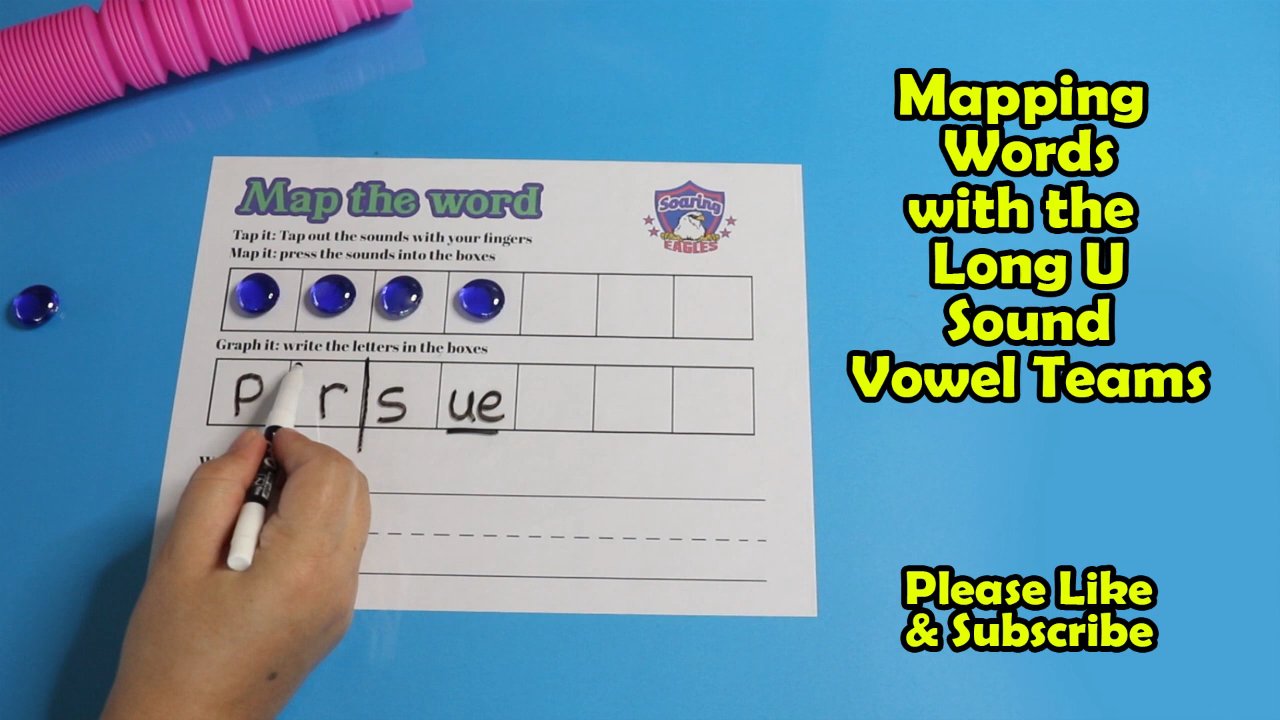 Map the word
Soaring
EAGLES
Tap it: Tap out the sounds with your fingers
Map it: press the sounds into the boxes
Graph it: write the letters in the boxes
p r s ue
Mapping
Words
with the
Long U
Sound
Vowel Teams
Please Like
& Subscribe